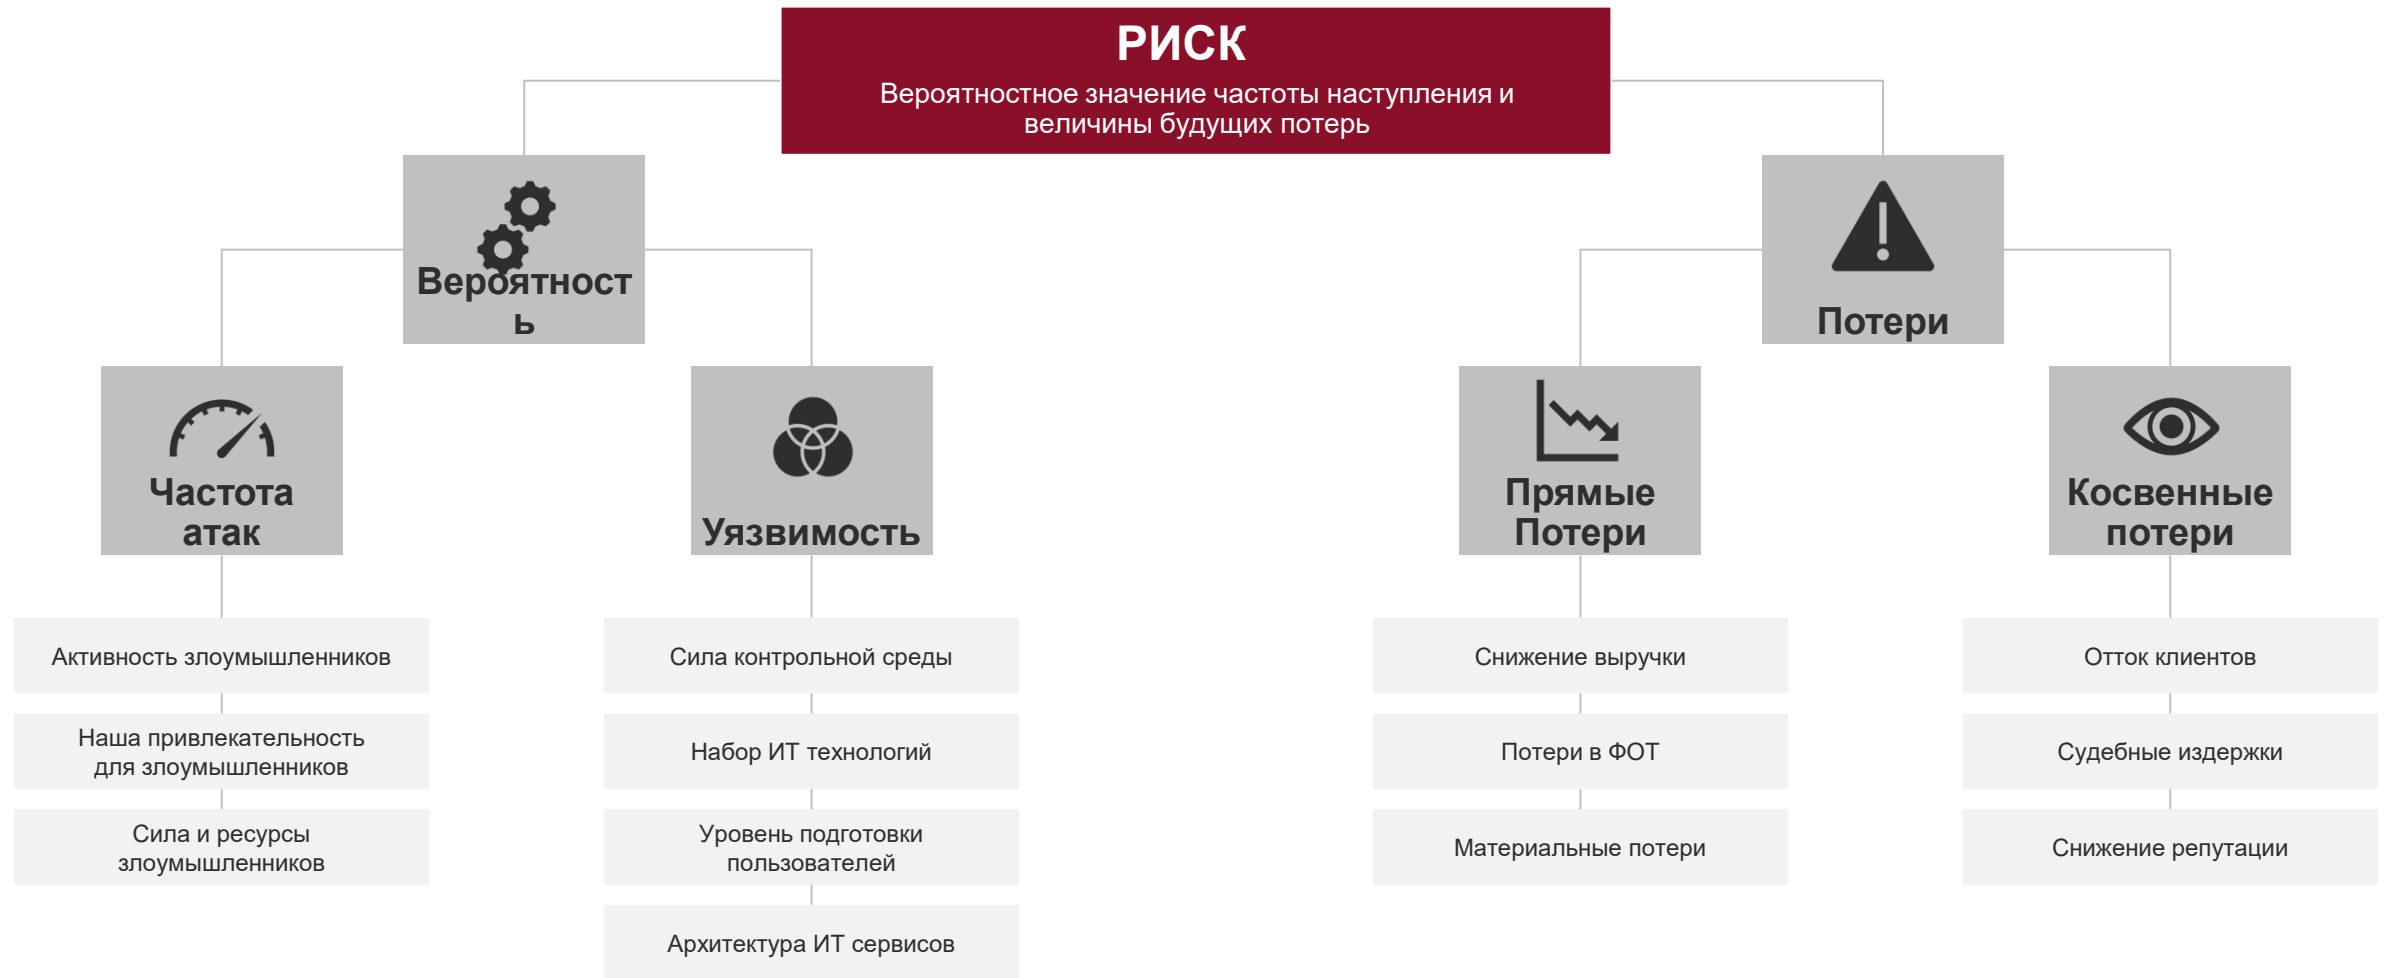 РИСК
Вероятностное значение частоты наступления и
величины будущих потерь
Вероятност
ь
Потери
Частота
атак
Уязвимость
Прямые
Потери
Косвенные
потери
Активность злоумышленников
Наша привлекательность
для злоумышленников
Сила и ресурсы
злоумышленников
Сила контрольной среды
Набор ИТ технологий
Уровень подготовки
пользователей
Архитектура ИТ сервисов
Снижение выручки
Потери в ФОТ
Материальные потери
Отток клиентов
Судебные издержки
Снижение репутации